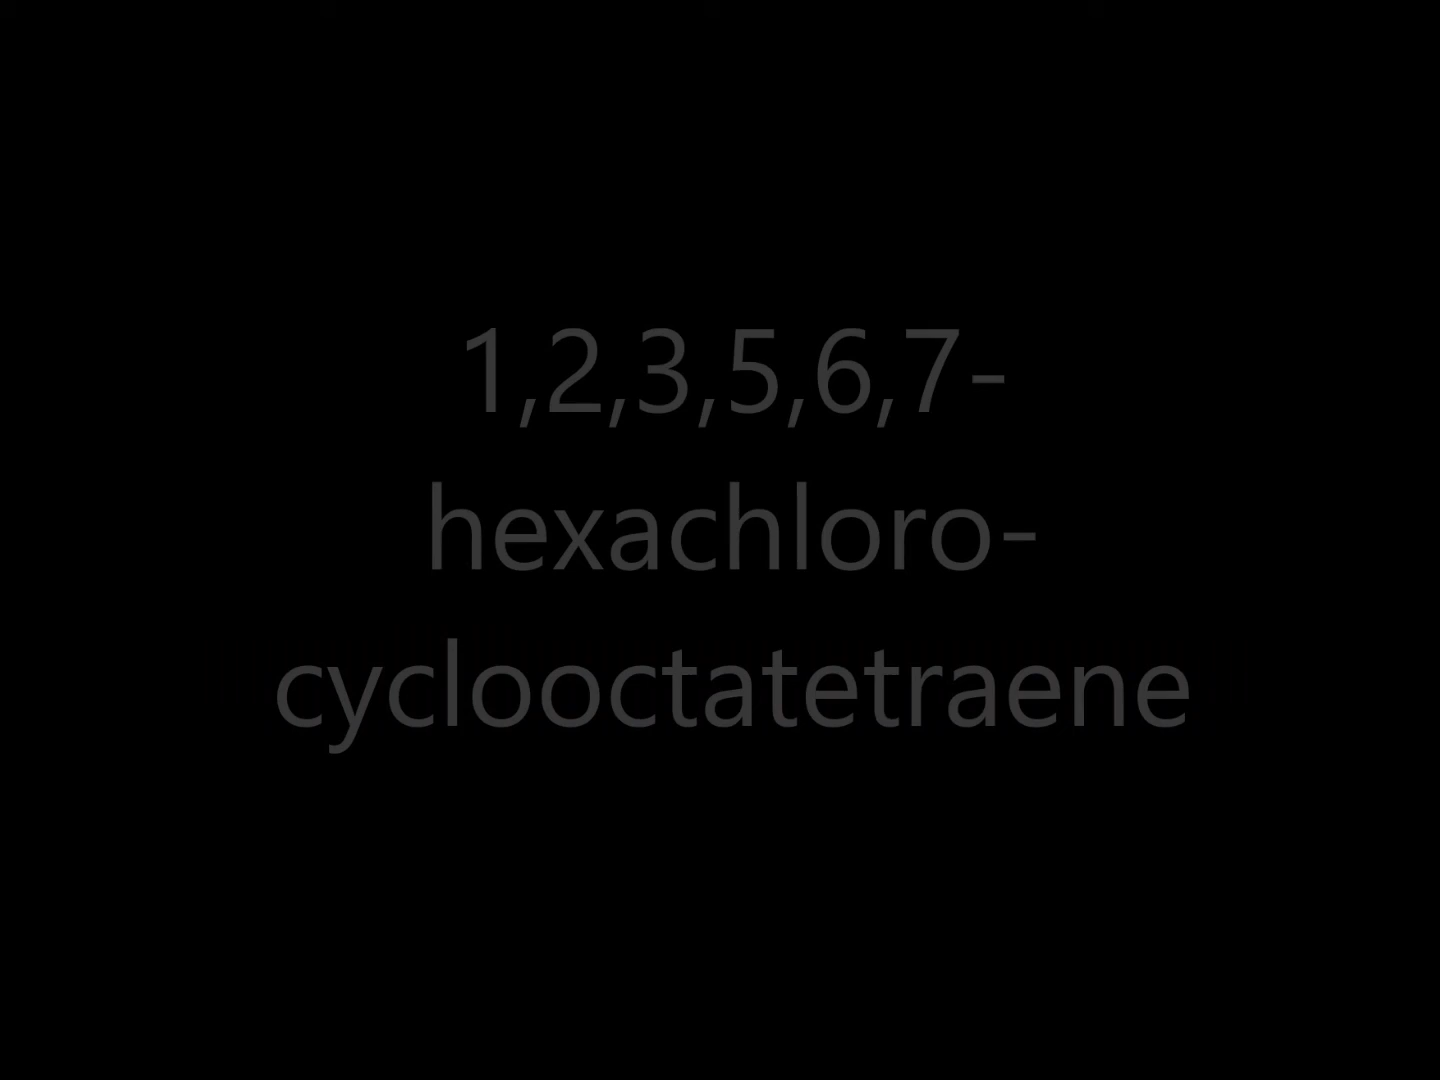 1,2,3,5,6,7-
hexachloro-
cyclooctatetraene